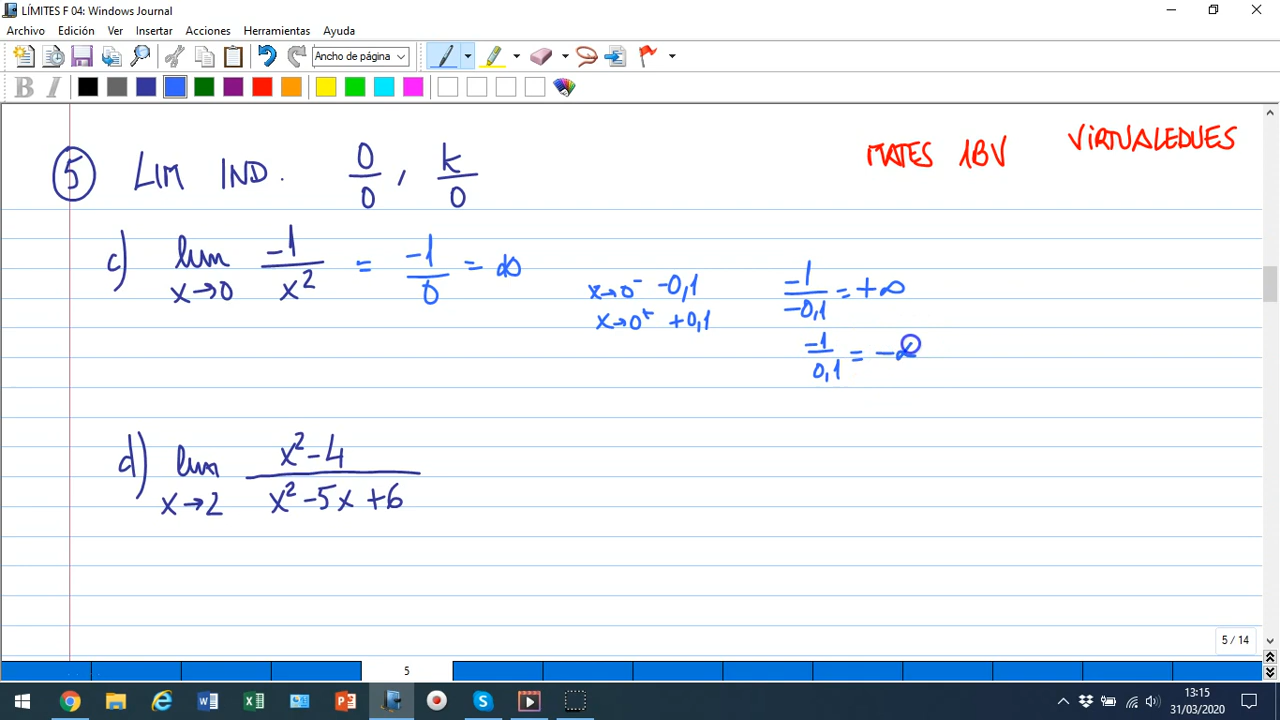 LÍMITES F 04: Windows Journal
Archivo Edición Ver Insertar Acciones Herramientas Ayuda
Ancho de página
B I
MATES 1BV VIRTUALEDUES
5 LIM IND. 0/0 , k/0
c) lim x→0 -1/x² = -1/0 = ∞
x→0⁻ -0,1 -1/-0,1 = +∞
x→0⁺ +0,1 -1/0,1 = -∞
d) lim x→2 x²-4/x²-5x+6
5 / 14
5
13:15
31/03/2020